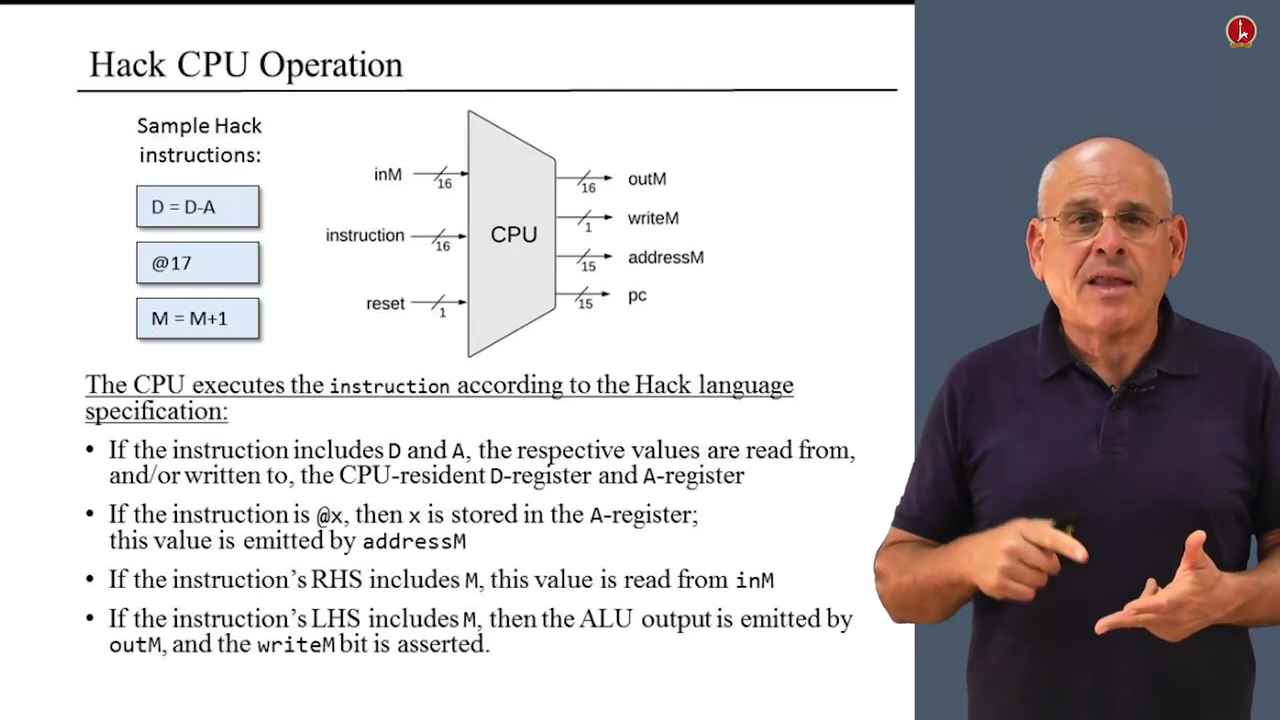 Hack CPU Operation
Sample Hack
instructions:
D = D-A
@17
M = M+1
inM
16
instruction
16
reset
1
CPU
16
outM
1
writeM
15
addressM
15
pc
The CPU executes the instruction according to the Hack language
specification:
• If the instruction includes D and A, the respective values are read from,
and/or written to, the CPU-resident D-register and A-register
• If the instruction is @x, then x is stored in the A-register;
this value is emitted by addressM
• If the instruction’s RHS includes M, this value is read from inM
• If the instruction’s LHS includes M, then the ALU output is emitted by
outM, and the writeM bit is asserted.